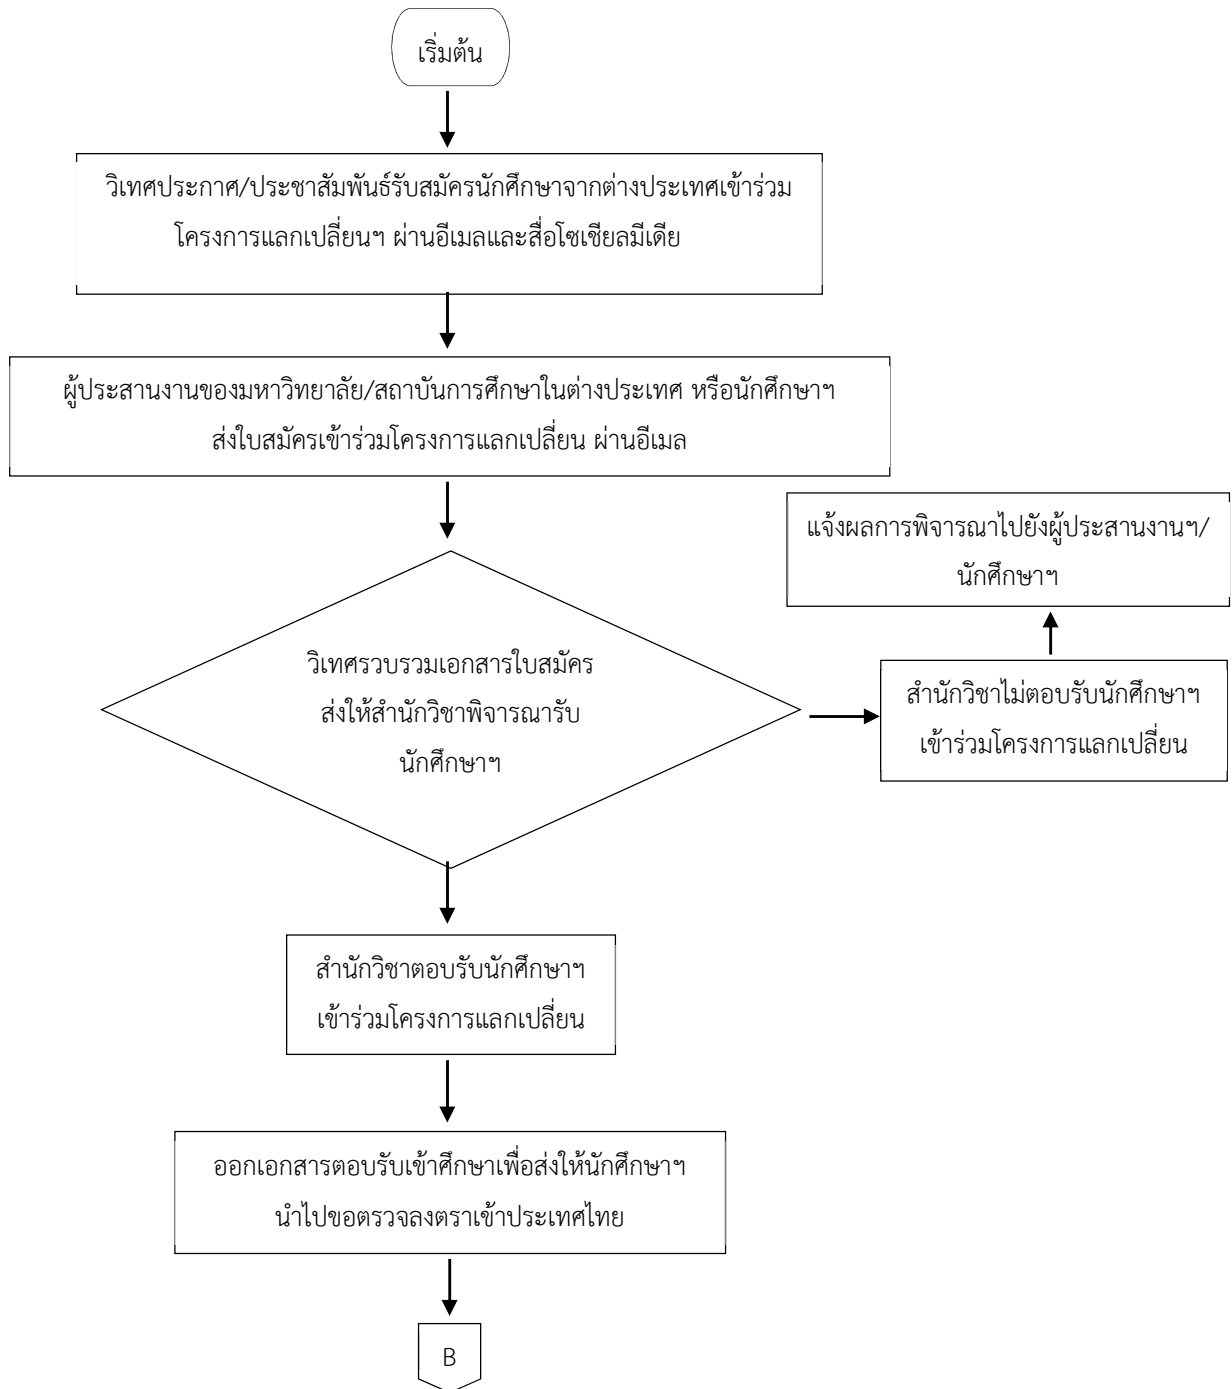 เริ่มต้น
วิเทศประกาศ/ประชาสัมพันธ์รับสมัครนักศึกษาจากต่างประเทศเข้าร่วม
โครงการแลกเปลี่ยนฯ ผ่านอีเมลและสื่อโซเชียลมีเดีย
ผู้ประสานงานของมหาวิทยาลัย/สถาบันการศึกษาในต่างประเทศ หรือนักศึกษาฯ
ส่งใบสมัครเข้าร่วมโครงการแลกเปลี่ยน ผ่านอีเมล
แจ้งผลการพิจารณาไปยังผู้ประสานงานฯ/
นักศึกษาฯ
วิเทศรวบรวมเอกสารใบสมัคร
ส่งให้สำนักวิชาพิจารณารับ
นักศึกษาฯ
สำนักวิชาไม่ตอบรับนักศึกษาฯ
เข้าร่วมโครงการแลกเปลี่ยน
สำนักวิชาตอบรับนักศึกษาฯ
เข้าร่วมโครงการแลกเปลี่ยน
ออกเอกสารตอบรับเข้าศึกษาเพื่อส่งให้นักศึกษาฯ
นำไปขอตรวจลงตราเข้าประเทศไทย
B